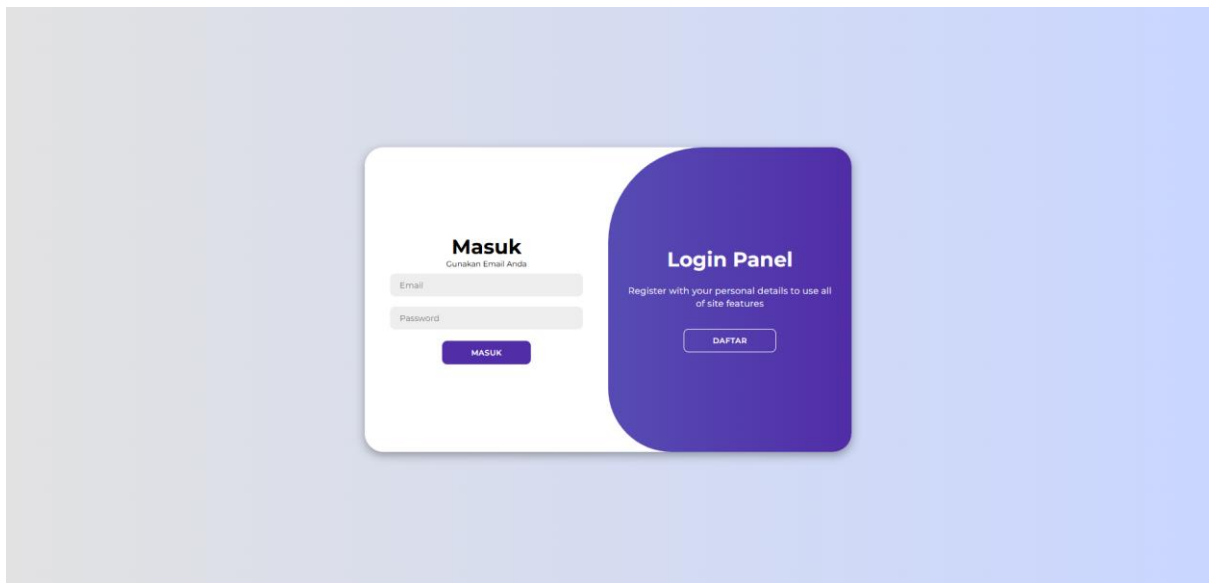 Masuk
Gunakan Email Anda
Email
Password
MASUK
Login Panel
Register with your personal details to use all
of site features
DAFTAR